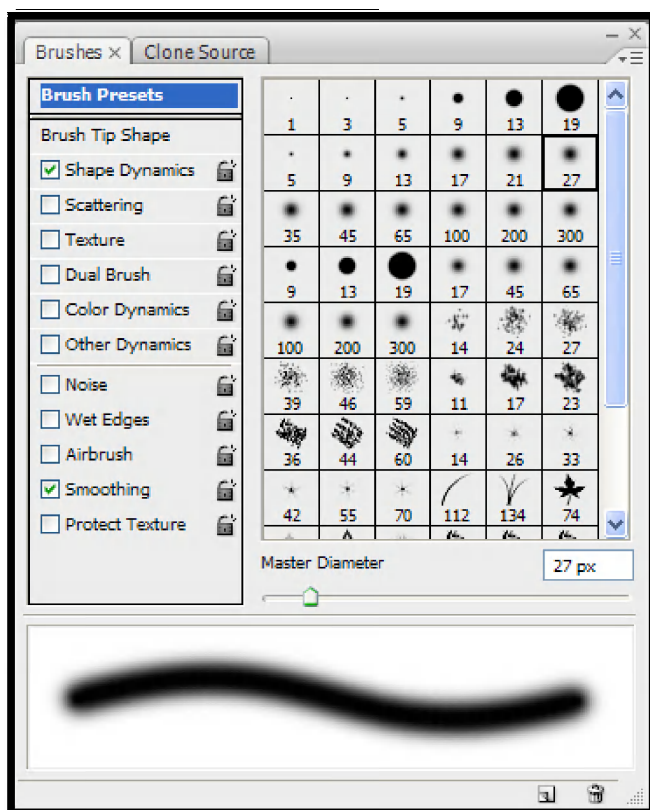 Brushes × Clone Source
Brush Presets
Brush Tip Shape
Shape Dynamics
Scattering
Texture
Dual Brush
Color Dynamics
Other Dynamics
Noise
Wet Edges
Airbrush
Smoothing
Protect Texture
1 3 5 9 13 19
5 9 13 17 21 27
35 45 65 100 200 300
9 13 19 17 45 65
100 200 300 14 24 27
39 46 59 11 17 23
36 44 60 14 26 33
42 55 70 112 134 74
Master Diameter 27 px